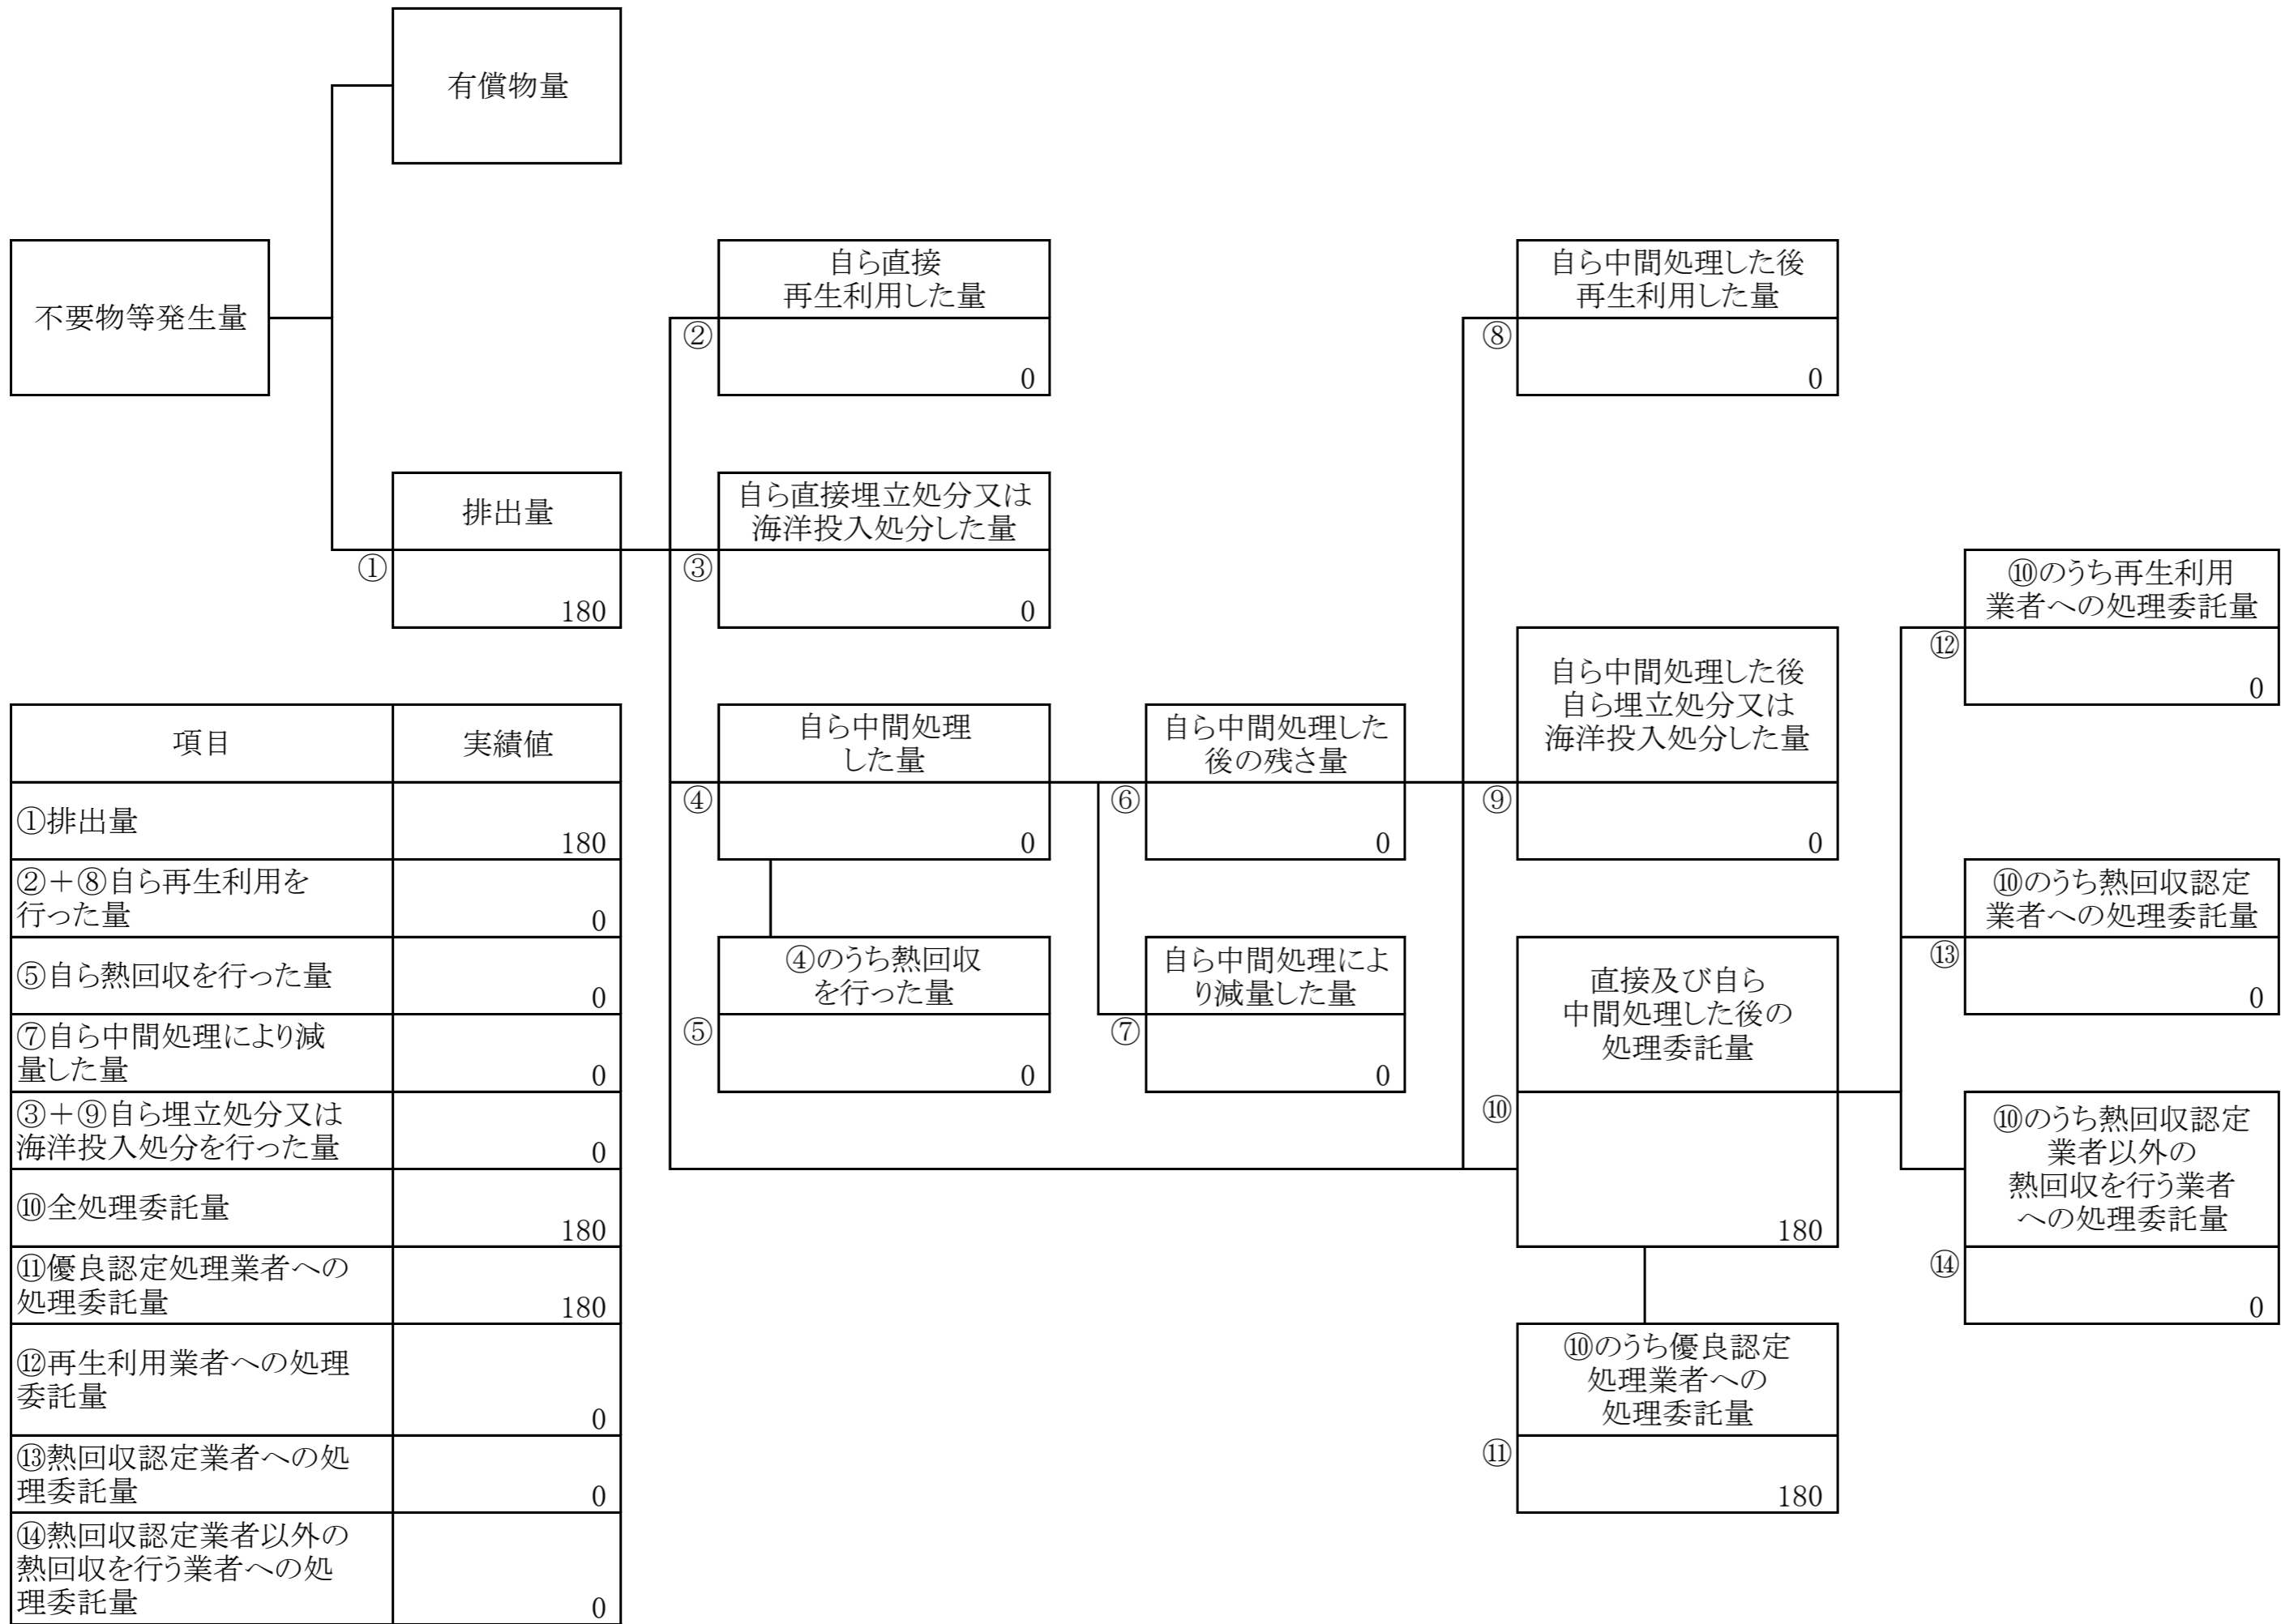 有償物量
不要物等発生量
自ら直接
再生利用した量
②
0
自ら中間処理した後
再生利用した量
⑧
0
排出量
①
180
自ら直接埋立処分又は
海洋投入処分した量
③
0
⑩のうち再生利用
業者への処理委託量
⑫
0
自ら中間処理した後
自ら埋立処分又は
海洋投入処分した量
⑨
0
自ら中間処理
した量
④
0
自ら中間処理した
後の残さ量
⑥
0
⑩のうち熱回収認定
業者への処理委託量
⑬
0
④のうち熱回収
を行った量
⑤
0
自ら中間処理によ
り減量した量
⑦
0
直接及び自ら
中間処理した後の
処理委託量
⑩
180
⑩のうち熱回収認定
業者以外の
熱回収を行う業者
への処理委託量
⑭
0
⑩のうち優良認定
処理業者への
処理委託量
⑪
180
項目 実績値
①排出量
180
②＋⑧自ら再生利用を
行った量
0
⑤自ら熱回収を行った量
0
⑦自ら中間処理により減
量した量
0
③＋⑨自ら埋立処分又は
海洋投入処分を行った量
0
⑩全処理委託量
180
⑪優良認定処理業者への
処理委託量
180
⑫再生利用業者への処理
委託量
0
⑬熱回収認定業者への処
理委託量
0
⑭熱回収認定業者以外の
熱回収を行う業者への処
理委託量
0